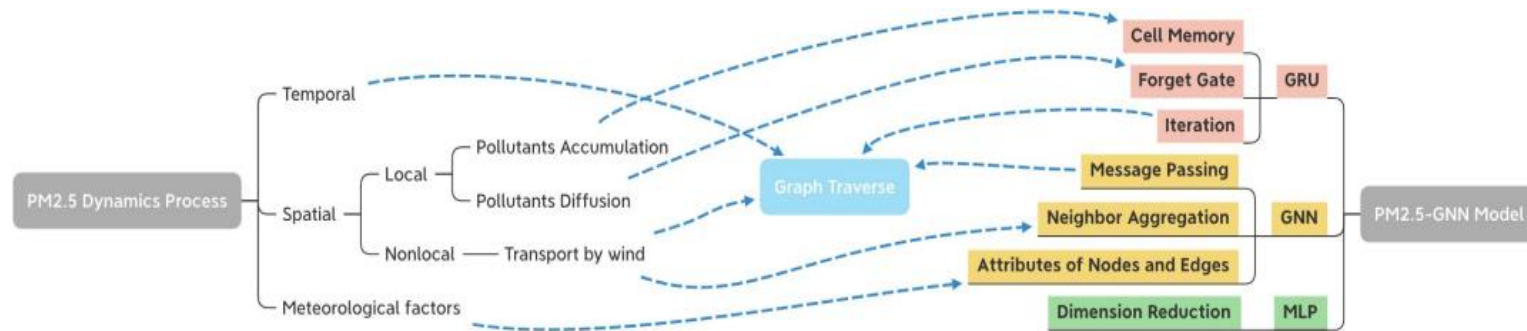 PM2.5 Dynamics Process
Temporal
Spatial
Local
Pollutants Accumulation
Pollutants Diffusion
Nonlocal
Transport by wind
Meteorological factors
Graph Traverse
Cell Memory
Forget Gate
Iteration
GRU
Message Passing
Neighbor Aggregation
Attributes of Nodes and Edges
GNN
Dimension Reduction
MLP
PM2.5-GNN Model